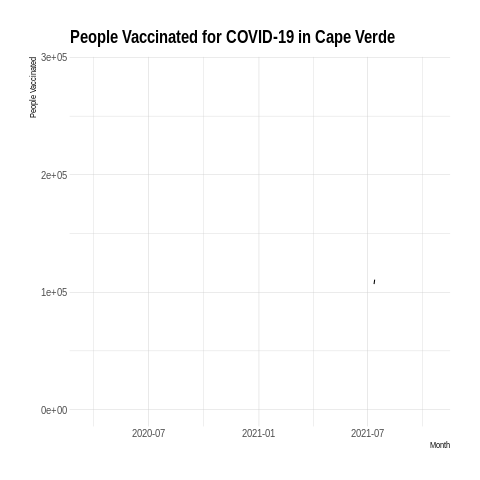 People Vaccinated for COVID-19 in Cape Verde
People Vaccinated
3e+05
2e+05
1e+05
0e+00
2020-07
2021-01
2021-07
Month